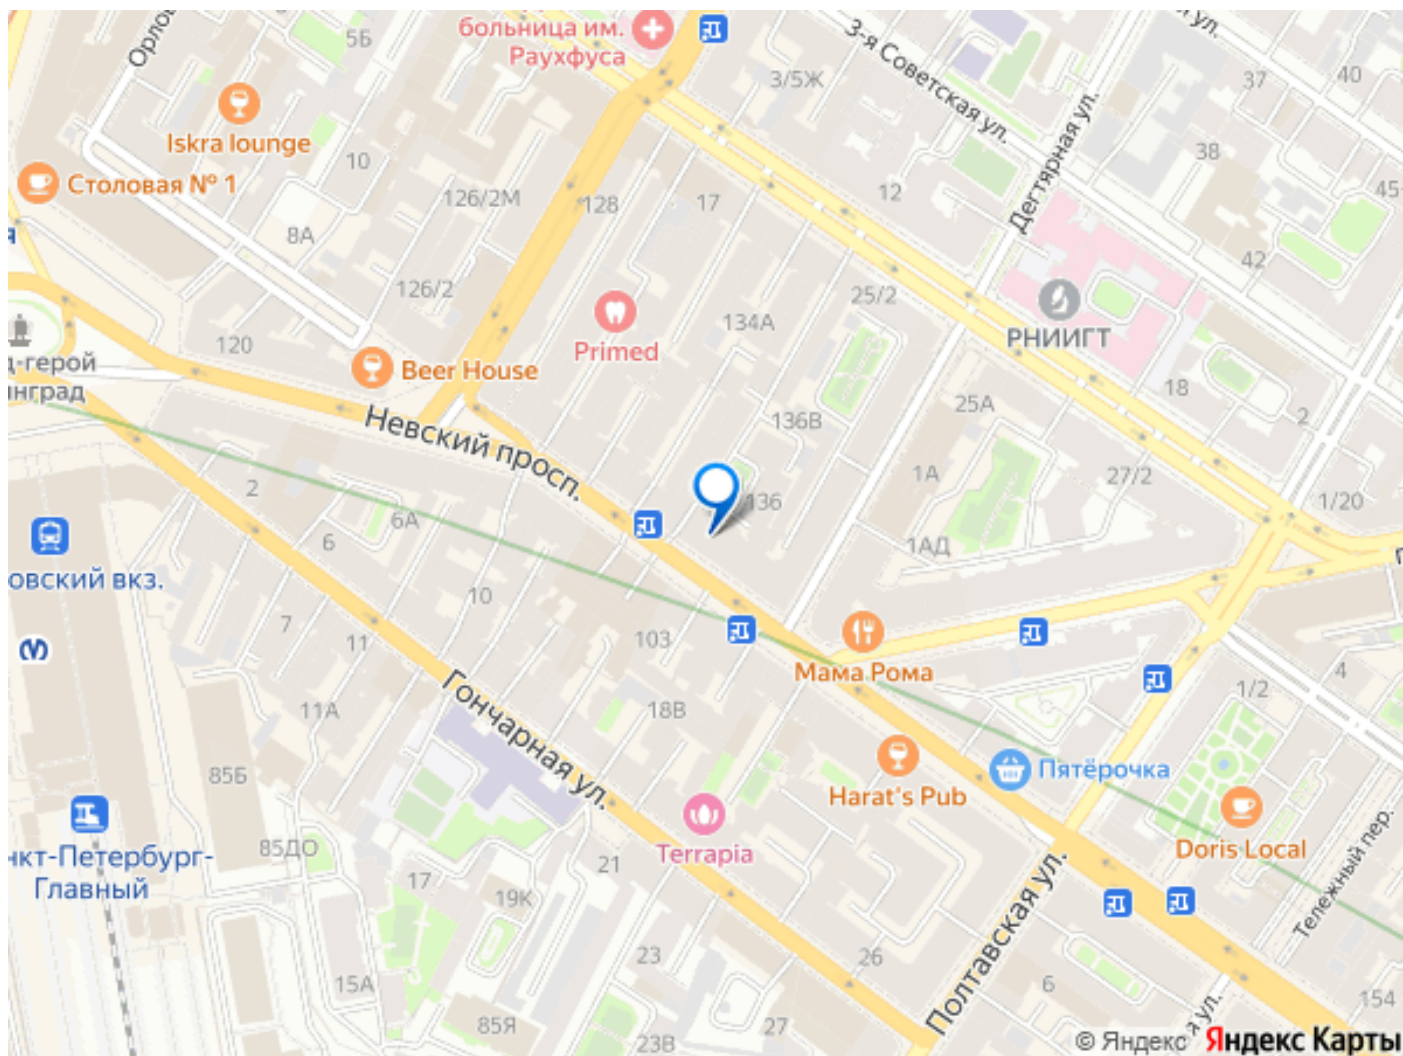 больница им.
Раухфуса
5Б
3-я Советская ул.
3/5Ж
37
40
Iskra lounge
10
38
Дегтярная ул.
Столовая № 1
126/2М
128
17
12
45
8А
42
126/2
25/2
134А
РНИИГТ
120
Primed
Beer House
д-герой
нград
18
2
25А
Невский просп.
136В
1А
27/2
2
136
1/20
6А
6
1АД
овский вкз.
10
7
11
103
Мама Рома
4
1/2
Гончарная ул.
11А
18В
85Б
Пятёрочка
Harat's Pub
85ДО
Terrapia
Doris Local
нкт-Петербург-
Главный
21
17
19К
Тележный пер.
Полтавская ул.
23
26
15А
6
154
85Я
27
23В
© Яндекс
Яндекс Карты